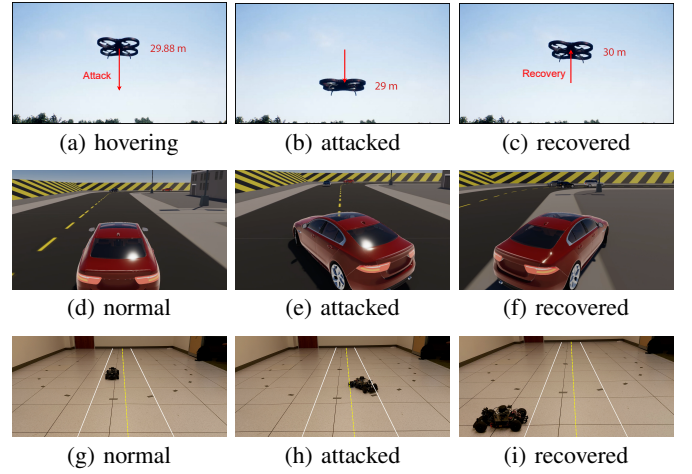 29.88 m
Attack
29 m
30 m
Recovery
(a) hovering
(b) attacked
(c) recovered
(d) normal
(e) attacked
(f) recovered
(g) normal
(h) attacked
(i) recovered